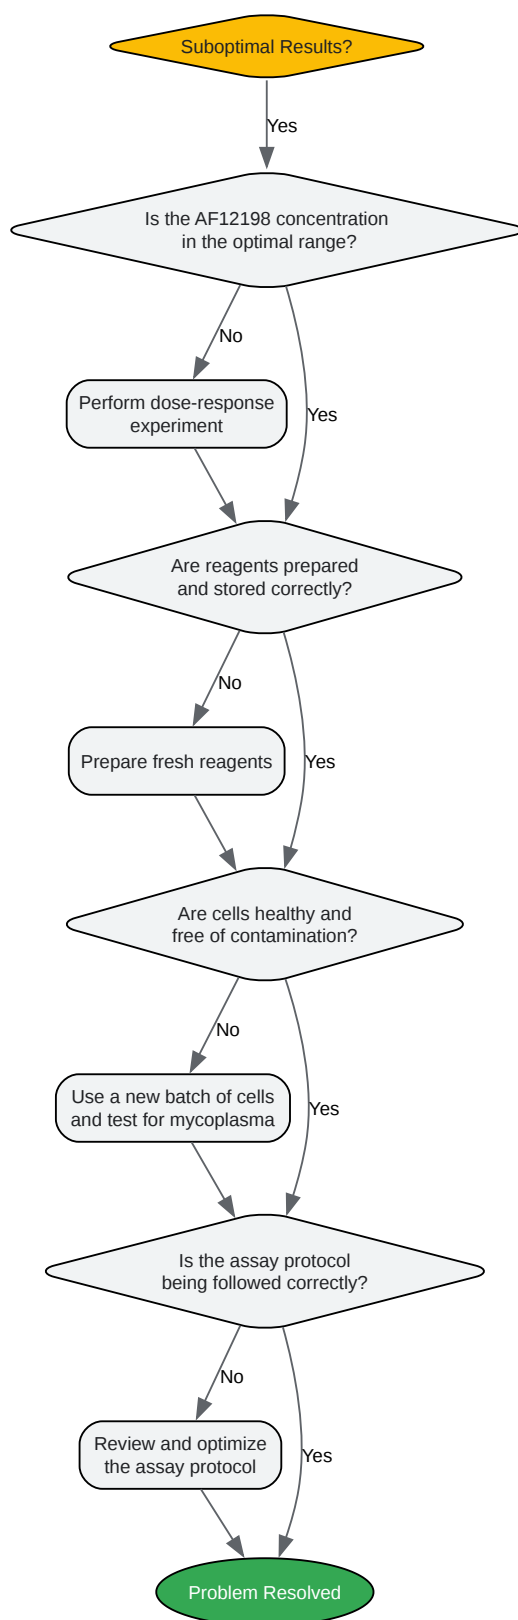 Suboptimal Results?
Yes
Is the AF12198 concentration
in the optimal range?
No
Perform dose-response
experiment
Yes
Are reagents prepared
and stored correctly?
No
Prepare fresh reagents
Yes
Are cells healthy and
free of contamination?
No
Use a new batch of cells
and test for mycoplasma
Yes
Is the assay protocol
being followed correctly?
No
Review and optimize
the assay protocol
Yes
Problem Resolved